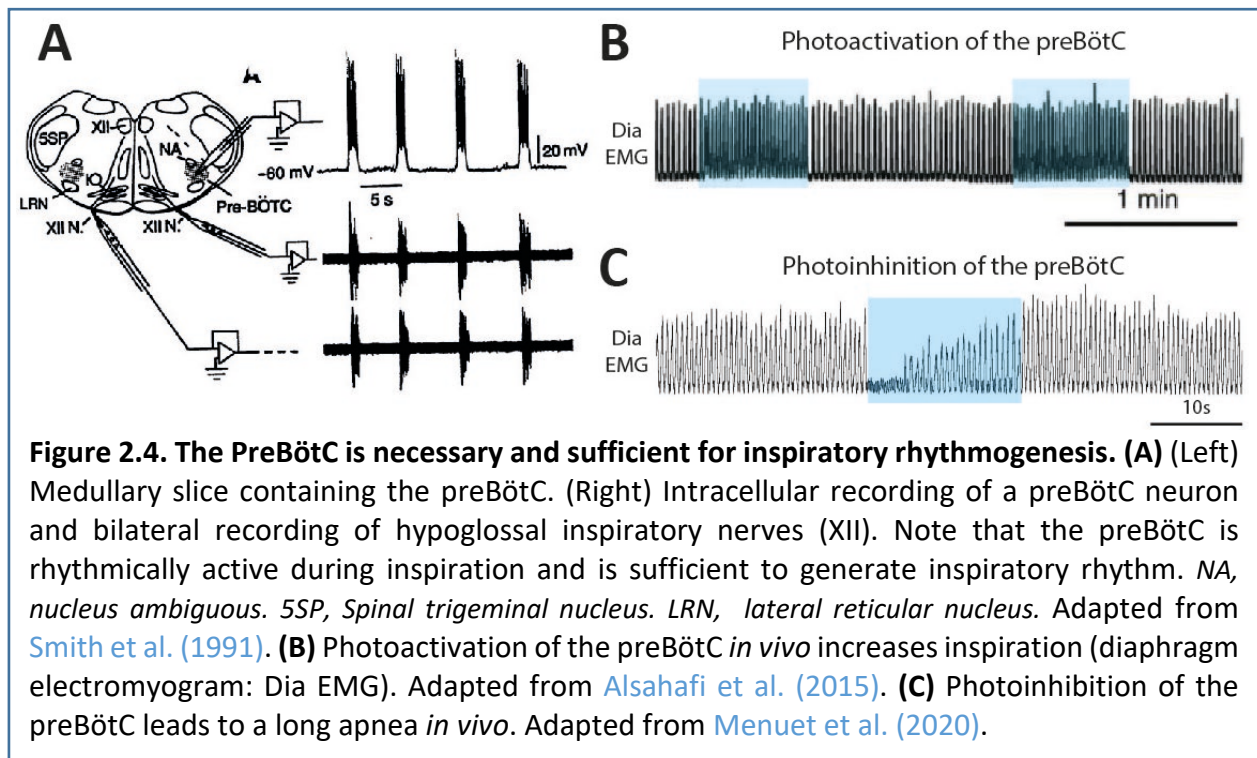 A
XII
5SP
NA
IO
LRN
XII N.
XII N.
Pre-BÖTC
-60 mV
20 mV
5 s
B
Photoactivation of the preBötC
Dia
EMG
1 min
C
Photoinhinition of the preBötC
Dia
EMG
10s
Figure 2.4. The PreBötC is necessary and sufficient for inspiratory rhythmogenesis. (A) (Left)
Medullary slice containing the preBötC. (Right) Intracellular recording of a preBötC neuron
and bilateral recording of hypoglossal inspiratory nerves (XII). Note that the preBötC is
rhythmically active during inspiration and is sufficient to generate inspiratory rhythm. NA,
nucleus ambiguous. 5SP, Spinal trigeminal nucleus. LRN, lateral reticular nucleus. Adapted from
Smith et al. (1991). (B) Photoactivation of the preBötC in vivo increases inspiration (diaphragm
electromyogram: Dia EMG). Adapted from Alsahafi et al. (2015). (C) Photoinhibition of the
preBötC leads to a long apnea in vivo. Adapted from Menuet et al. (2020).